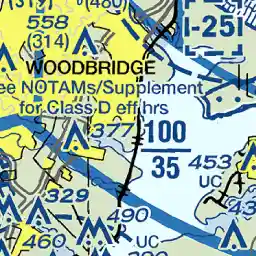 558
(314)
-25
WOODBRIDGE
ee NOTAMs/Supplement
for Class D eff hrs
377
100
35
453
UC
329
490
460
UC